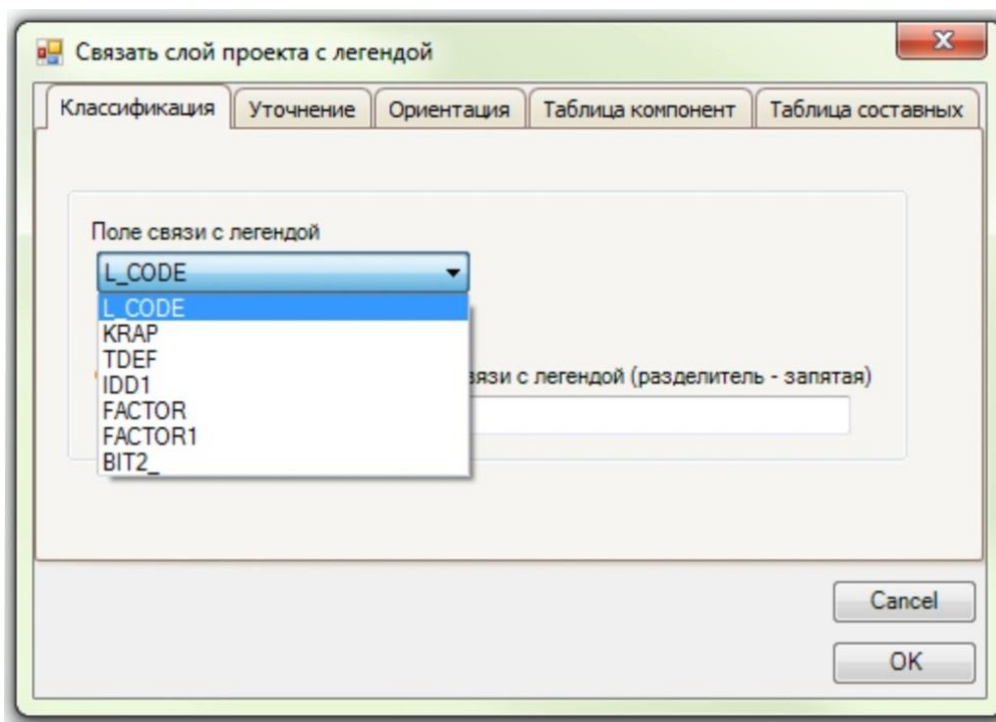 Связать слой проекта с легендой
Классификация Уточнение Ориентация Таблица компонент Таблица составных
Поле связи с легендой
L_CODE
L_CODE
KRAP
TDEF
IDD1
с легендой (разделитель - запятая)
FACTOR
FACTOR1
BIT2_
Cancel
OK